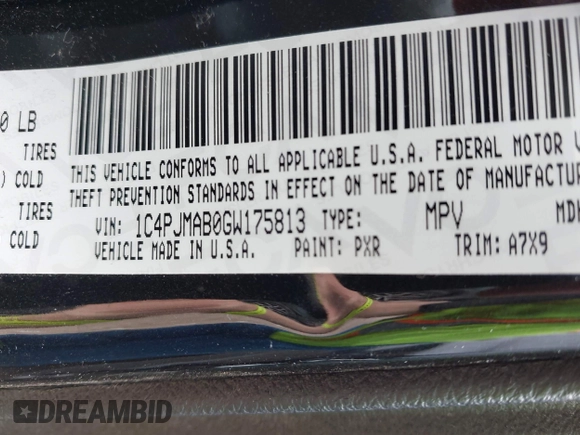 0 LB
TIRES
) COLD
TIRES
COLD
THIS VEHICLE CONFORMS TO ALL APPLICABLE U.S.A. FEDERAL MOTOR
THEFT PREVENTION STANDARDS IN EFFECT ON THE DATE OF MANUFACTUR
VIN: 1C4PJMAB0GW175813 TYPE: MPV
VEHICLE MADE IN U.S.A. PAINT: PXR TRIM: A7X9
DREAMBID